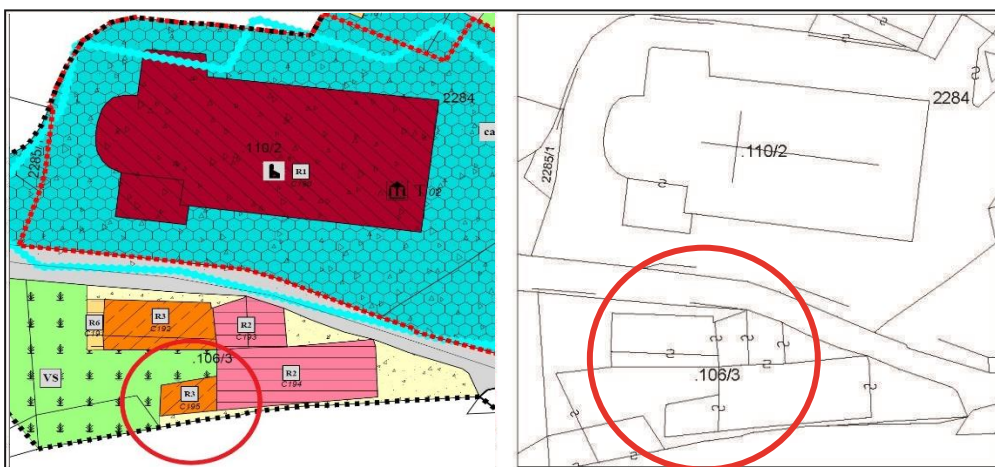 2284
ca
2285/
110/2
R1
R3
C192
R6
R2
C193
.106/3
VS
R2
C194
R3
C195
2284
2285/1
.110/2
.106/3